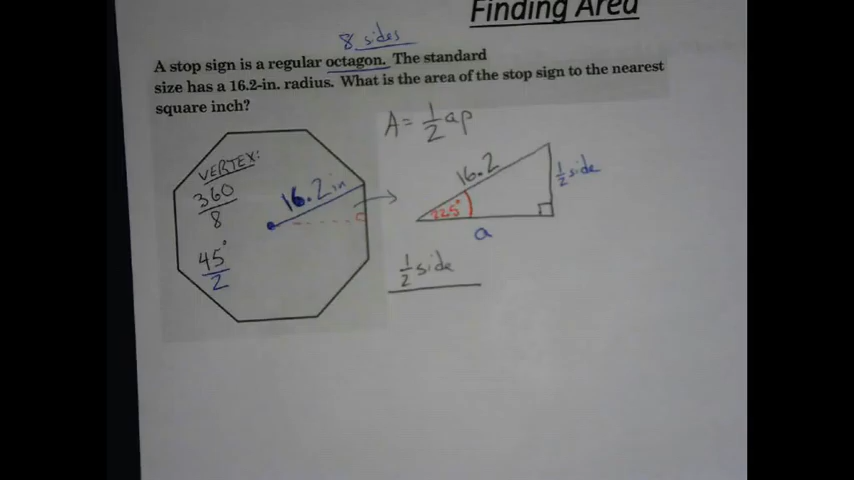 Finding Area
8 sides
A stop sign is a regular octagon. The standard
size has a 16.2-in. radius. What is the area of the stop sign to the nearest
square inch?
A = 1/2 ap
VERTEX:
360/8
45°/2
16.2 in
16.2
1/2 side
22.5°
a
1/2 side